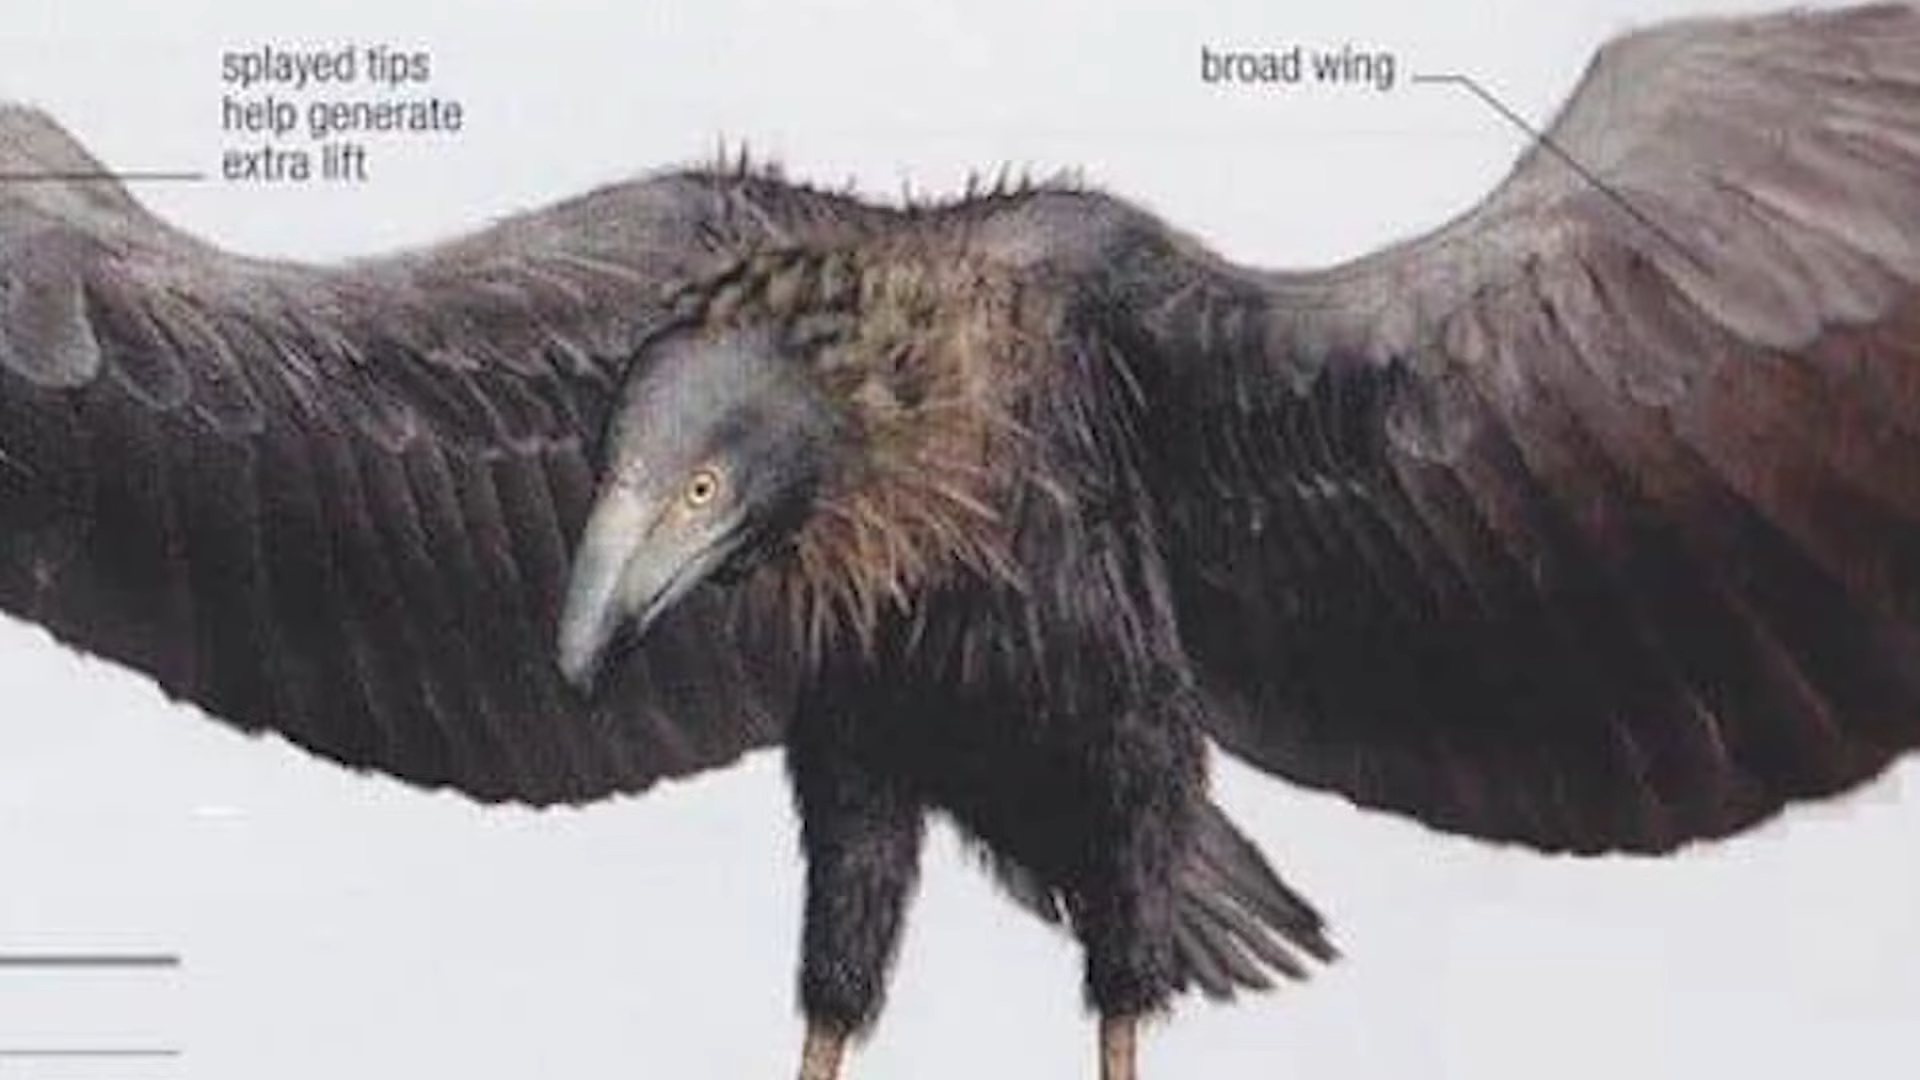 splayed tips
help generate
extra lift
broad wing